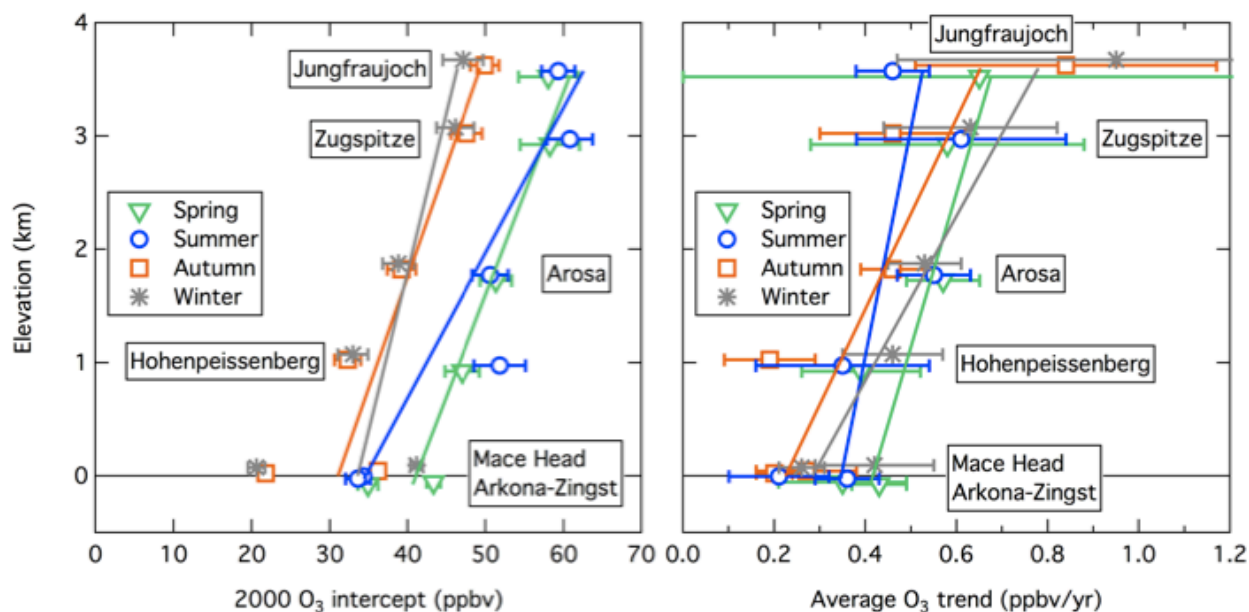 4
3
2
1
0
Elevation (km)
Jungfraujoch
Zugspitze
Spring
Summer
Autumn
Winter
Arosa
Hohenpeissenberg
Mace Head
Arkona-Zingst
0 10 20 30 40 50 60 70
2000 O₃ intercept (ppbv)
Jungfraujoch
Zugspitze
Spring
Summer
Autumn
Winter
Arosa
Hohenpeissenberg
Mace Head
Arkona-Zingst
0.0 0.2 0.4 0.6 0.8 1.0 1.2
Average O₃ trend (ppbv/yr)